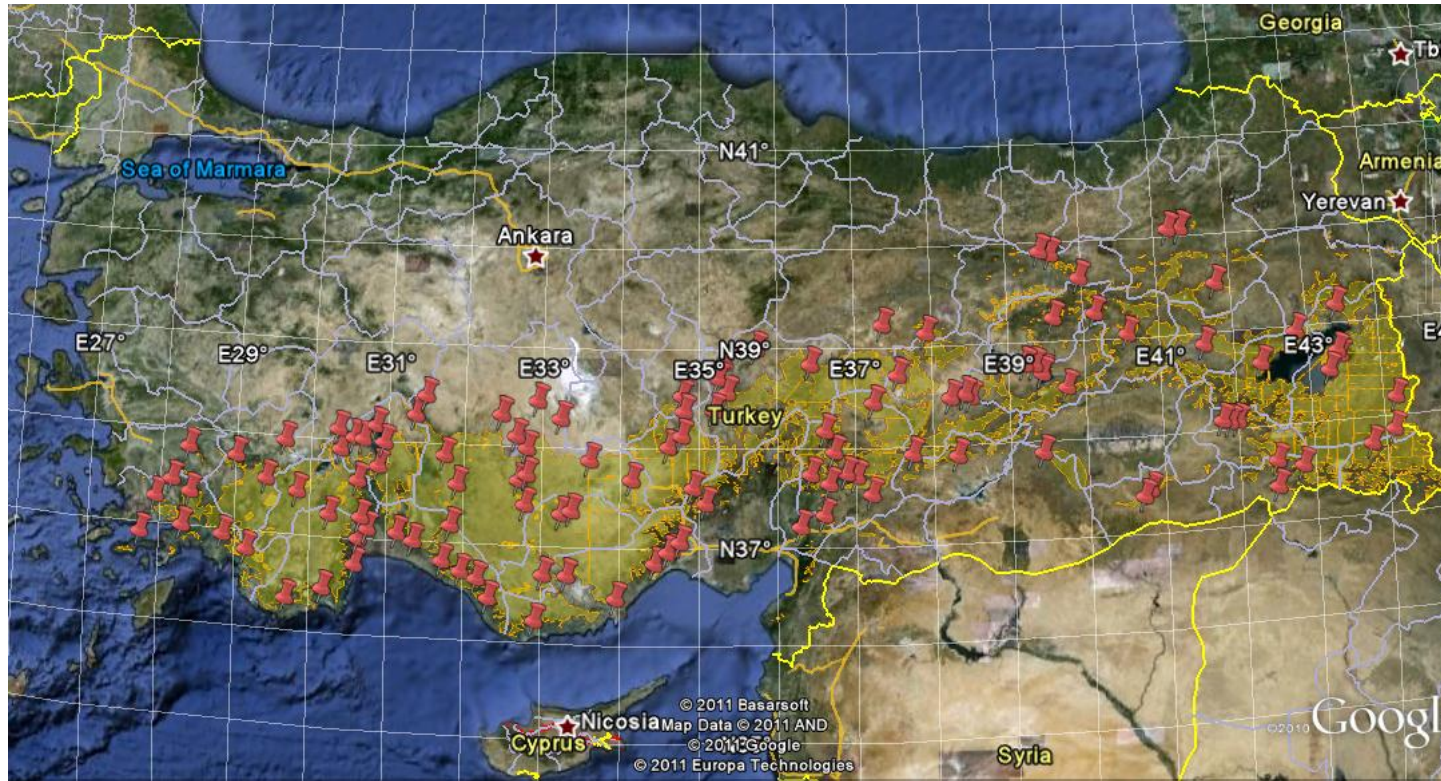 Georgia
Tb
Sea of Marmara
N41°
Armenia
Yerevan
Ankara
E27°
E29°
E31°
E33°
E35°
N39°
E37°
E39°
E41°
E43°
E4
Turkey
N37°
Nicosia
Cyprus
Syria
© 2011 Basarsoft
Map Data © 2011 AND
© 2011 Google
© 2011 Europa Technologies
©2010 Googl